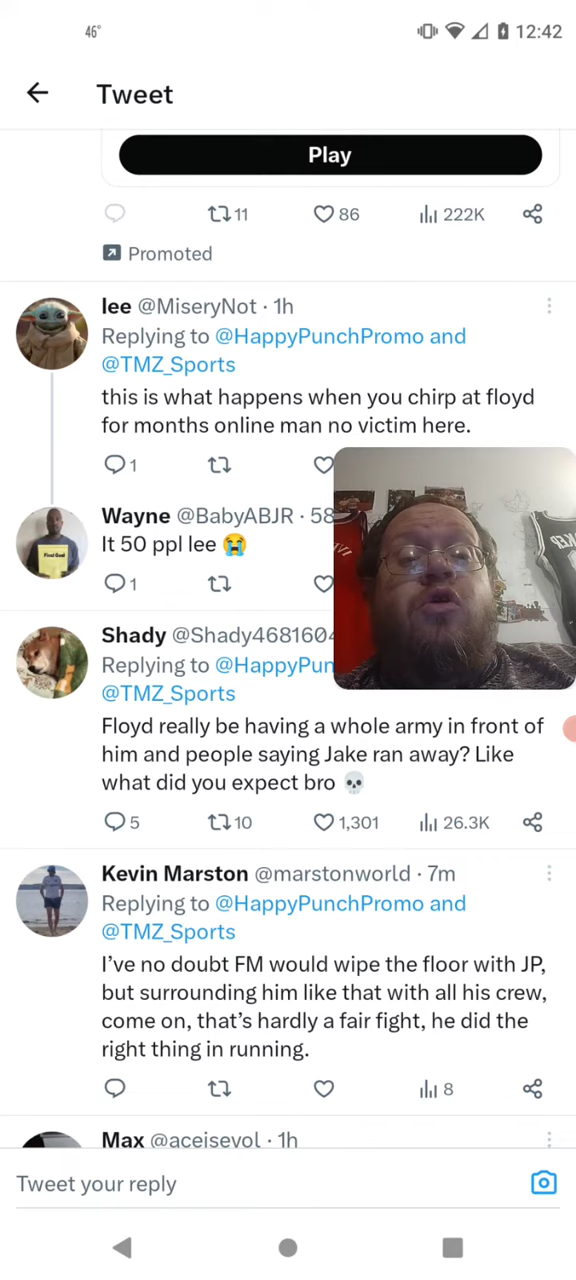 46°
12:42
Tweet
Play
11 86 222K
Promoted
lee @MiseryNot · 1h
Replying to @HappyPunchPromo and
@TMZ_Sports
this is what happens when you chirp at floyd
for months online man no victim here.
1
Wayne @BabyABJR · 58
It 50 ppl lee 😭
1
Shady @Shady468160
Replying to @HappyPun
@TMZ_Sports
Floyd really be having a whole army in front of
him and people saying Jake ran away? Like
what did you expect bro 💀
5 10 1,301 26.3K
Kevin Marston @marstonworld · 7m
Replying to @HappyPunchPromo and
@TMZ_Sports
I’ve no doubt FM would wipe the floor with JP,
but surrounding him like that with all his crew,
come on, that’s hardly a fair fight, he did the
right thing in running.
8
Max @aceisevol · 1h
Tweet your reply